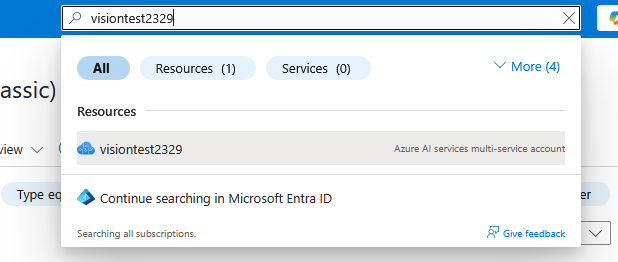 visiontest2329
All
Resources (1)
Services (0)
More (4)
assic)
Resources
view
visiontest2329
Azure AI services multi-service account
Type eq
Continue searching in Microsoft Entra ID
er
Searching all subscriptions.
Give feedback